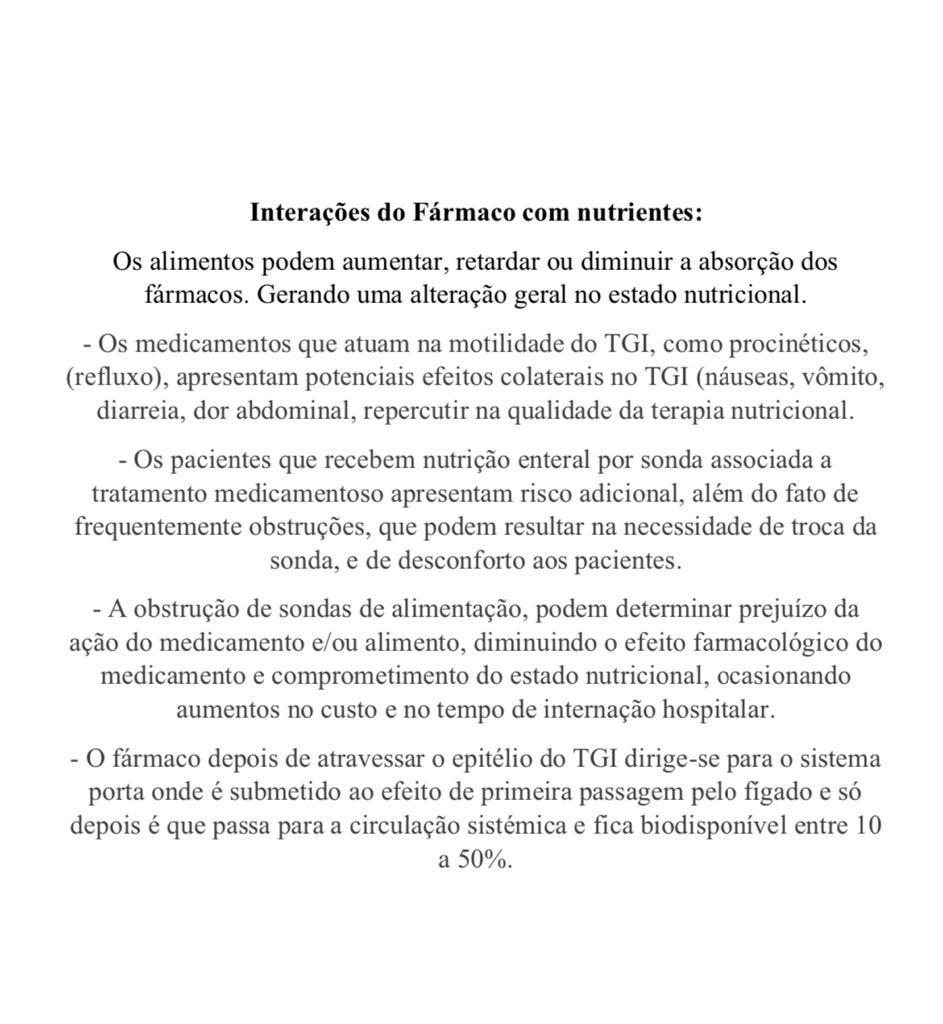 Interações do Fármaco com nutrientes:
Os alimentos podem aumentar, retardar ou diminuir a absorção dos
fármacos. Gerando uma alteração geral no estado nutricional.
- Os medicamentos que atuam na motilidade do TGI, como procinéticos,
(refluxo), apresentam potenciais efeitos colaterais no TGI (náuseas, vômito,
diarreia, dor abdominal, repercutir na qualidade da terapia nutricional.
- Os pacientes que recebem nutrição enteral por sonda associada a
tratamento medicamentoso apresentam risco adicional, além do fato de
frequentemente obstruções, que podem resultar na necessidade de troca da
sonda, e de desconforto aos pacientes.
- A obstrução de sondas de alimentação, podem determinar prejuízo da
ação do medicamento e/ou alimento, diminuindo o efeito farmacológico do
medicamento e comprometimento do estado nutricional, ocasionando
aumentos no custo e no tempo de internação hospitalar.
- O fármaco depois de atravessar o epitélio do TGI dirige-se para o sistema
porta onde é submetido ao efeito de primeira passagem pelo fígado e só
depois é que passa para a circulação sistémica e fica biodisponível entre 10
a 50%.